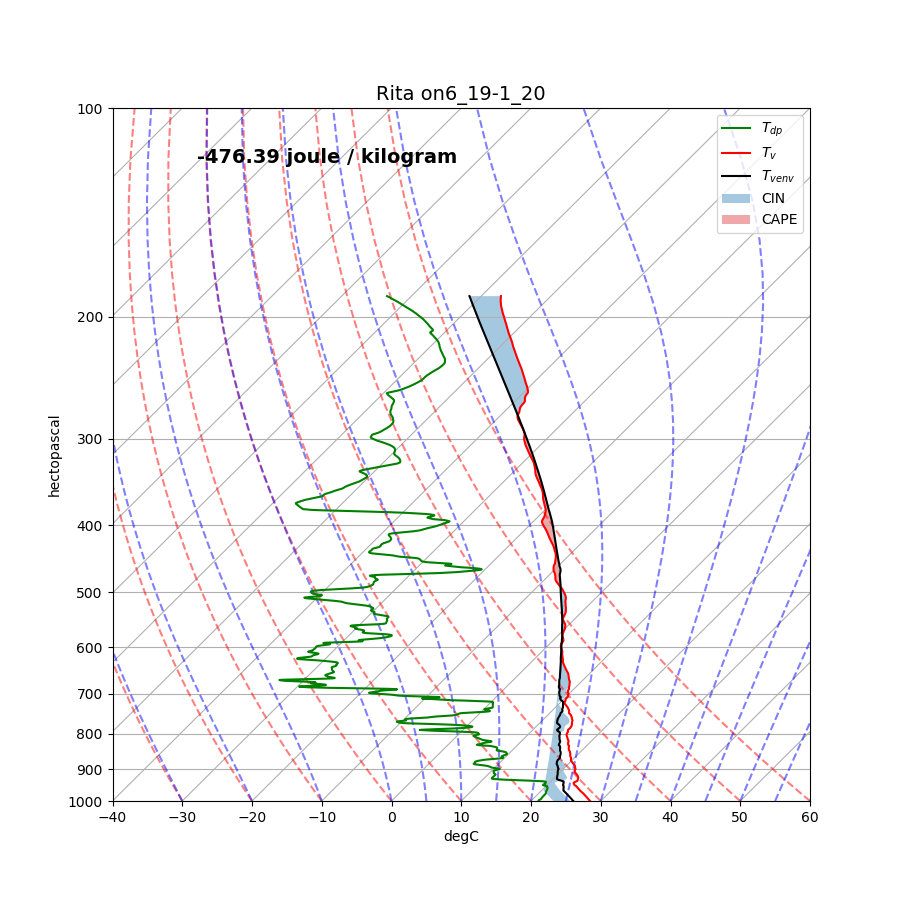 Rita on6_19-1_20
100
-476.39 joule / kilogram
T_dp
T_v
T_venv
CIN
CAPE
200
300
400
500
600
700
800
900
1000
hectopascal
−40 −30 −20 −10 0 10 20 30 40 50 60
degC